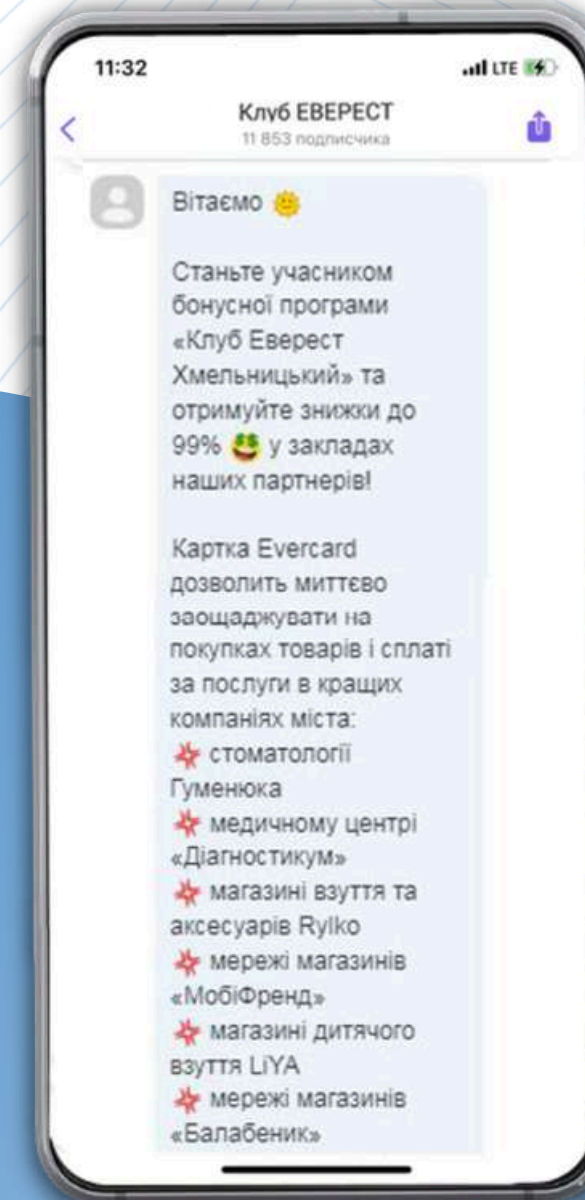 11:32
LTE
Клуб ЕВЕРЕСТ
11 853 подписчика
Вітаємо 🌞
Станьте учасником
бонусної програми
«Клуб Еверест
Хмельницький» та
отримуйте знижки до
99% 🤑 у закладах
наших партнерів!
Картка Evercard
дозволить миттєво
заощаджувати на
покупках товарів і сплаті
за послуги в кращих
компаніях міста:
💢 стоматології
Гуменюка
💢 медичному центрі
«Діагностикум»
💢 магазині взуття та
аксесуарів Rylko
💢 мережі магазинів
«МобіФренд»
💢 магазині дитячого
взуття LiYA
💢 мережі магазинів
«Балабеник»